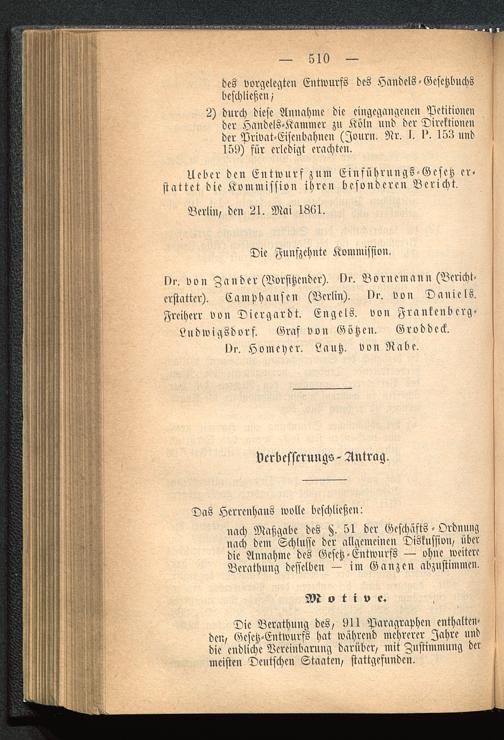 — 510 —
des vorgelegten Entwurfs des Handels-Gesetzbuchs
beschließen;
2) durch diese Annahme die eingegangenen Petitionen
der Handels-Kammer zu Köln und der Direktionen
der Privat-Eisenbahnen (Journ. Nr. I. P. 153 und
159) für erledigt erachten.
Ueber den Entwurf zum Einführungs-Gesetz er-
stattet die Kommission ihren besonderen Bericht.
Berlin, den 21. Mai 1861.
Die Funfzehnte Kommission.
Dr. von Zander (Vorsitzender). Dr. Bornemann (Bericht-
erstatter). Camphausen (Berlin). Dr. von Daniels.
Freiherr von Diergardt. Engels. von Frankenberg-
Ludwigsdorf. Graf von Götzen. Groddeck.
Dr. Homeyer. Lautz. von Rabe.
Verbesserungs-Antrag.
Das Herrenhaus wolle beschließen:
nach Maßgabe des §. 51 der Geschäfts-Ordnung
nach dem Schlusse der allgemeinen Diskussion, über
die Annahme des Gesetz-Entwurfs — ohne weitere
Berathung desselben — im Ganzen abzustimmen.
Motive.
Die Berathung des, 911 Paragraphen enthalten-
den, Gesetz-Entwurfs hat während mehrerer Jahre und
die endliche Vereinbarung darüber, mit Zustimmung der
meisten Deutschen Staaten, stattgefunden.